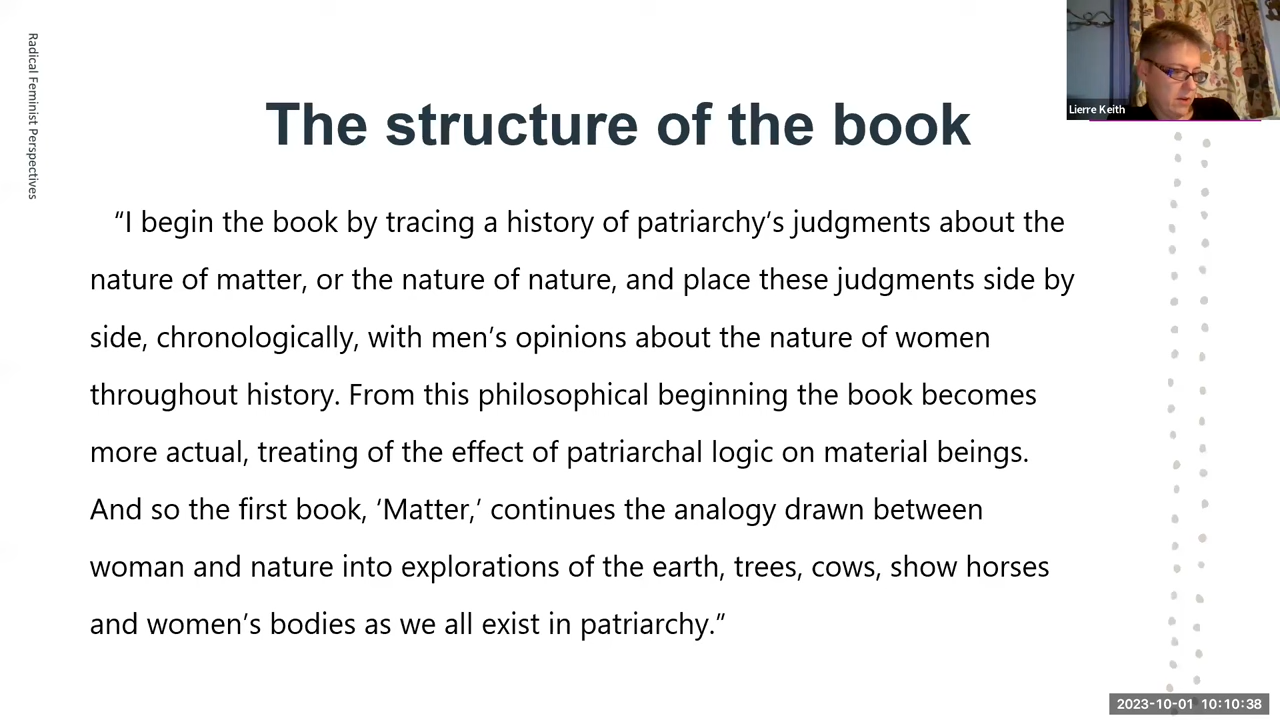 Radical Feminist Perspectives
Lierre Keith
The structure of the book
“I begin the book by tracing a history of patriarchy’s judgments about the
nature of matter, or the nature of nature, and place these judgments side by
side, chronologically, with men’s opinions about the nature of women
throughout history. From this philosophical beginning the book becomes
more actual, treating of the effect of patriarchal logic on material beings.
And so the first book, ‘Matter,’ continues the analogy drawn between
woman and nature into explorations of the earth, trees, cows, show horses
and women’s bodies as we all exist in patriarchy.”
2023-10-01 10:10:38